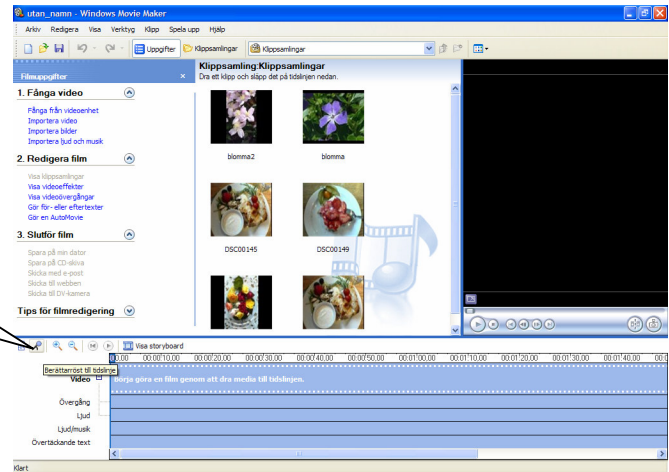 utan_namn - Windows Movie Maker
Arkiv Redigera Visa Verktyg Klipp Spela upp Hjälp
Uppgifter Klippsamlingar Klippsamlingar
Filmuppgifter
Klippsamling:Klippsamlingar
Dra ett klipp och släpp det på tidslinjen nedan.
1. Fånga video
Fånga från videoenhet
Importera video
Importera bilder
Importera ljud och musik
2. Redigera film
Visa klippsamlingar
Visa videoeffekter
Visa videoövergångar
Gör för- eller eftertexter
Gör en AutoMovie
3. Slutför film
Spara på min dator
Spara på CD-skiva
Skicka med e-post
Skicka till webben
Skicka till DV-kamera
Tips för filmredigering
blomma2 blomma
DSC00145 DSC00149
Visa storyboard
0,00 00:00:10,00 00:00:20,00 00:00:30,00 00:00:40,00 00:00:50,00 00:01:00,00 00:01:10,00 00:01:20,00 00:01:30,00 00:01:40,00 00:0
Berättarröst till tidslinje
Video Börja göra en film genom att dra media till tidslinjen.
Övergång
Ljud
Ljud/musik
Övertäckande text
Klart